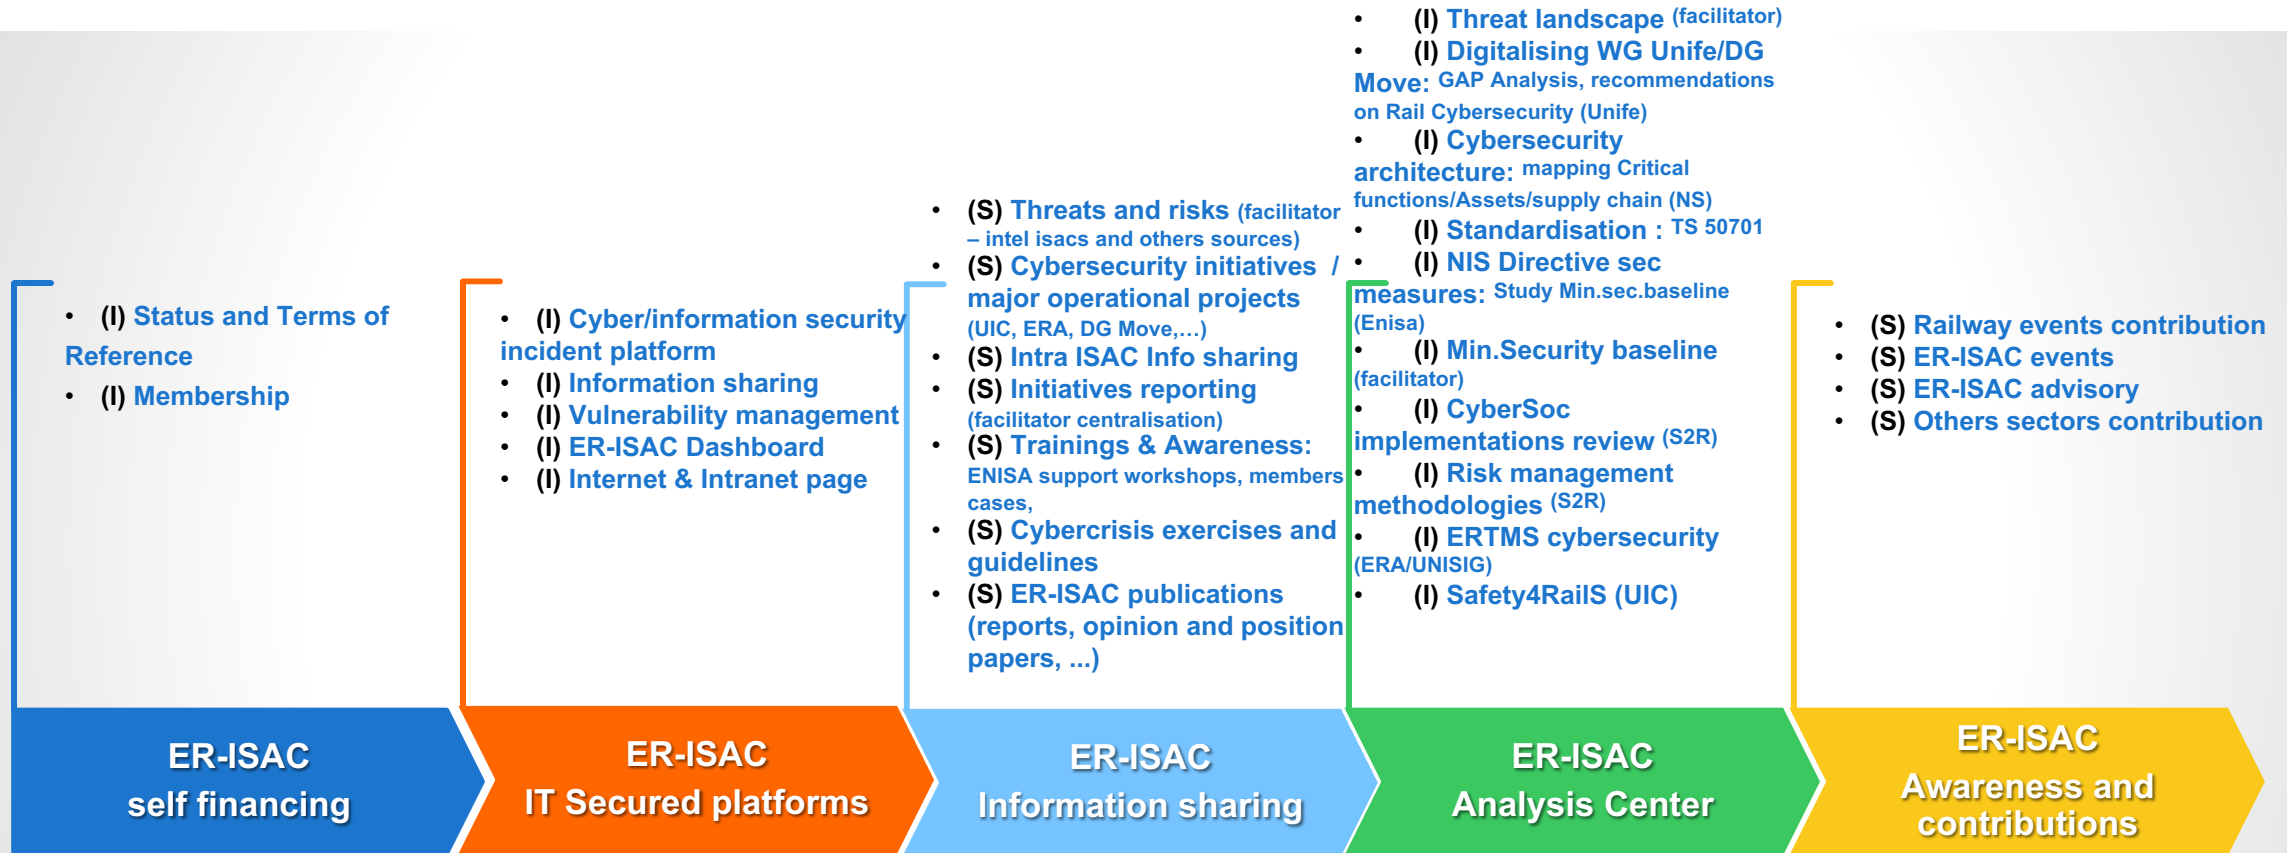 • (I) Status and Terms of
Reference
• (I) Membership
ER-ISAC
self financing
• (I) Cyber/information security
incident platform
• (I) Information sharing
• (I) Vulnerability management
• (I) ER-ISAC Dashboard
• (I) Internet & Intranet page
ER-ISAC
IT Secured platforms
• (S) Threats and risks (facilitator
– intel isacs and others sources)
• (S) Cybersecurity initiatives /
major operational projects
(UIC, ERA, DG Move,...)
• (S) Intra ISAC Info sharing
• (S) Initiatives reporting
(facilitator centralisation)
• (S) Trainings & Awareness:
ENISA support workshops, members
cases,
• (S) Cybercrisis exercises and
guidelines
• (S) ER-ISAC publications
(reports, opinion and position
papers, ...)
ER-ISAC
Information sharing
• (I) Threat landscape (facilitator)
• (I) Digitalising WG Unife/DG
Move: GAP Analysis, recommendations
on Rail Cybersecurity (Unife)
• (I) Cybersecurity
architecture: mapping Critical
functions/Assets/supply chain (NS)
• (I) Standardisation : TS 50701
• (I) NIS Directive sec
measures: Study Min.sec.baseline
(Enisa)
• (I) Min.Security baseline
(facilitator)
• (I) CyberSoc
implementations review (S2R)
• (I) Risk management
methodologies (S2R)
• (I) ERTMS cybersecurity
(ERA/UNISIG)
• (I) Safety4RailS (UIC)
ER-ISAC
Analysis Center
• (S) Railway events contribution
• (S) ER-ISAC events
• (S) ER-ISAC advisory
• (S) Others sectors contribution
ER-ISAC
Awareness and
contributions